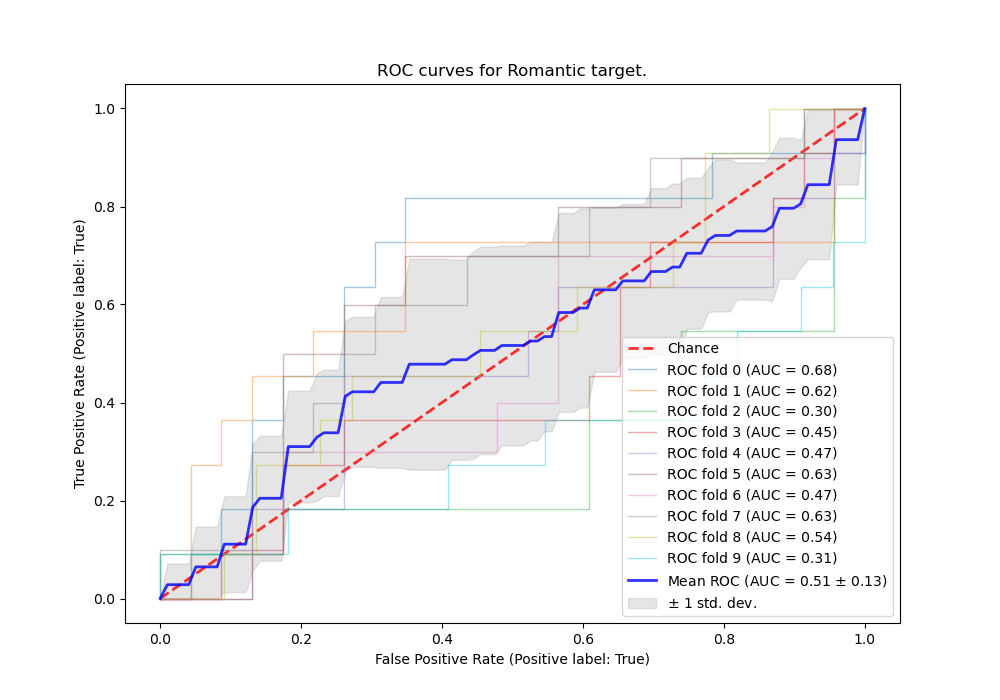 ROC curves for Romantic target.
True Positive Rate (Positive label: True)
1.0
0.8
0.6
0.4
0.2
0.0
Chance
ROC fold 0 (AUC = 0.68)
ROC fold 1 (AUC = 0.62)
ROC fold 2 (AUC = 0.30)
ROC fold 3 (AUC = 0.45)
ROC fold 4 (AUC = 0.47)
ROC fold 5 (AUC = 0.63)
ROC fold 6 (AUC = 0.47)
ROC fold 7 (AUC = 0.63)
ROC fold 8 (AUC = 0.54)
ROC fold 9 (AUC = 0.31)
Mean ROC (AUC = 0.51 ± 0.13)
± 1 std. dev.
0.0 0.2 0.4 0.6 0.8 1.0
False Positive Rate (Positive label: True)